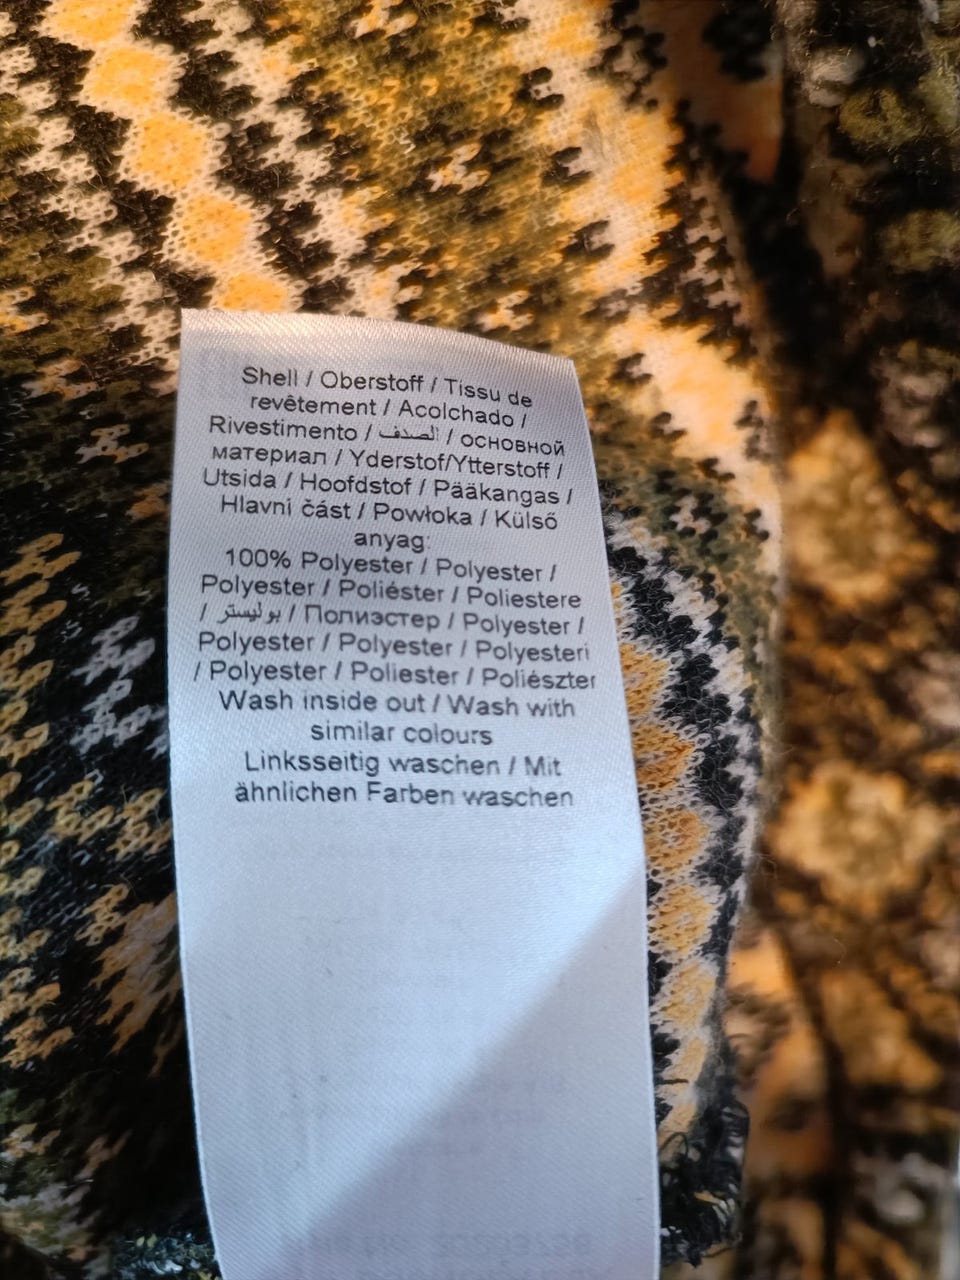 Shell / Oberstoff / Tissu de
revêtement / Acolchado /
Rivestimento / الصدف / основной
материал / Yderstof/Ytterstoff /
Utsida / Hoofdstof / Pääkangas /
Hlavní část / Powłoka / Külső
anyag:
100% Polyester / Polyester /
Polyester / Poliéster / Poliestere
/ بوليستر / Полиэстер / Polyester /
Polyester / Polyester / Polyesteri
/ Polyester / Poliester / Poliészter
Wash inside out / Wash with
similar colours
Linksseitig waschen / Mit
ähnlichen Farben waschen